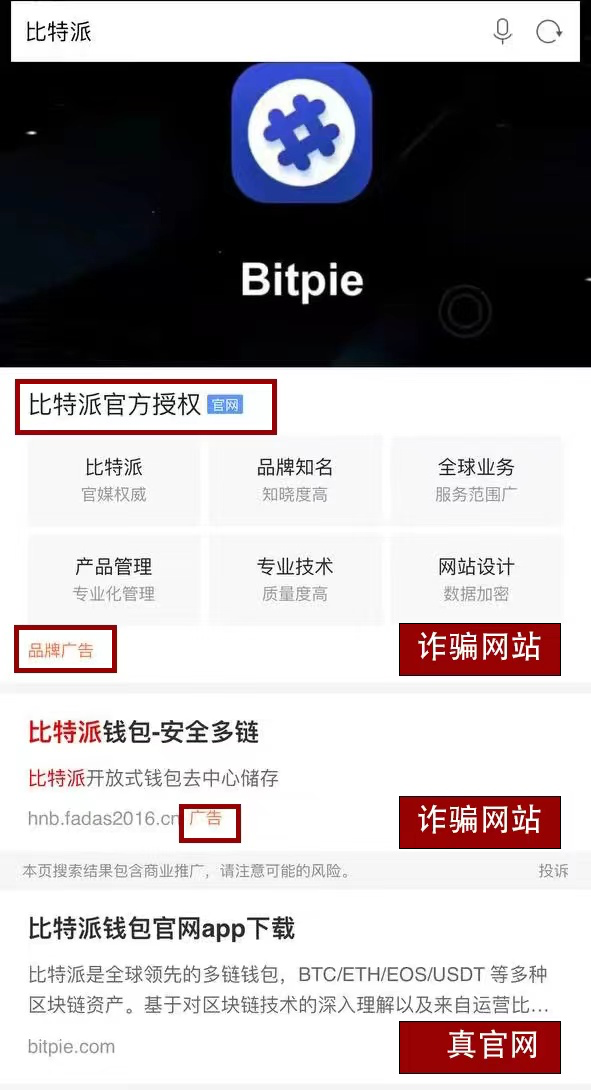 比特派
Bitpie
比特派官方授权 官网
比特派 品牌知名 全球业务
官媒权威 知晓度高 服务范围广
产品管理 专业技术 网站设计
专业化管理 质量度高 数据加密
品牌广告 诈骗网站
比特派钱包-安全多链
比特派开放式钱包去中心储存
hnb.fadas2016.cn 广告 诈骗网站
本页搜索结果包含商业推广，请注意可能的风险。 投诉
比特派钱包官网app下载
比特派是全球领先的多链钱包，BTC/ETH/EOS/USDT 等多种
区块链资产。基于对区块链技术的深入理解以及来自运营比...
bitpie.com 真官网